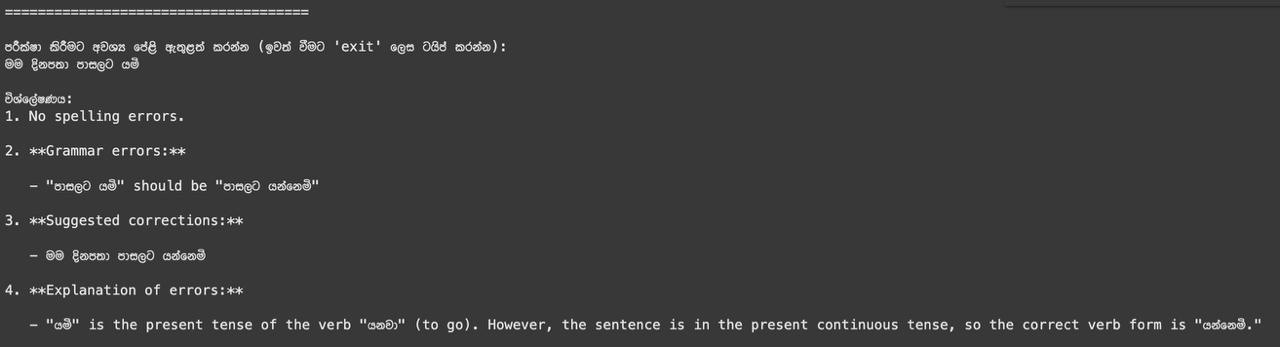 =====================================
පරීක්ෂා කිරීමට අවශ්‍ය පේළි ඇතුළත් කරන්න (ඉවත් වීමට 'exit' ලෙස ටයිප් කරන්න):
මම දිනපතා පාසලට යමි
විශ්ලේෂණය:
1. No spelling errors.
2. **Grammar errors:**
- "පාසලට යමි" should be "පාසලට යන්නෙමි"
3. **Suggested corrections:**
- මම දිනපතා පාසලට යන්නෙමි
4. **Explanation of errors:**
- "යමි" is the present tense of the verb "යනවා" (to go). However, the sentence is in the present continuous tense, so the correct verb form is "යන්නෙමි."